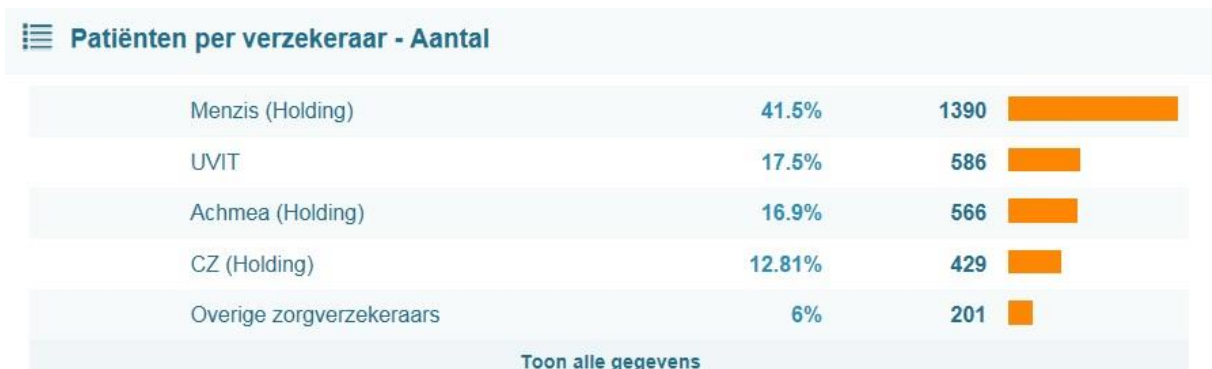 Patiënten per verzekeraar - Aantal
Menzis (Holding) 41.5% 1390
UVIT 17.5% 586
Achmea (Holding) 16.9% 566
CZ (Holding) 12.81% 429
Overige zorgverzekeraars 6% 201
Toon alle gegevens